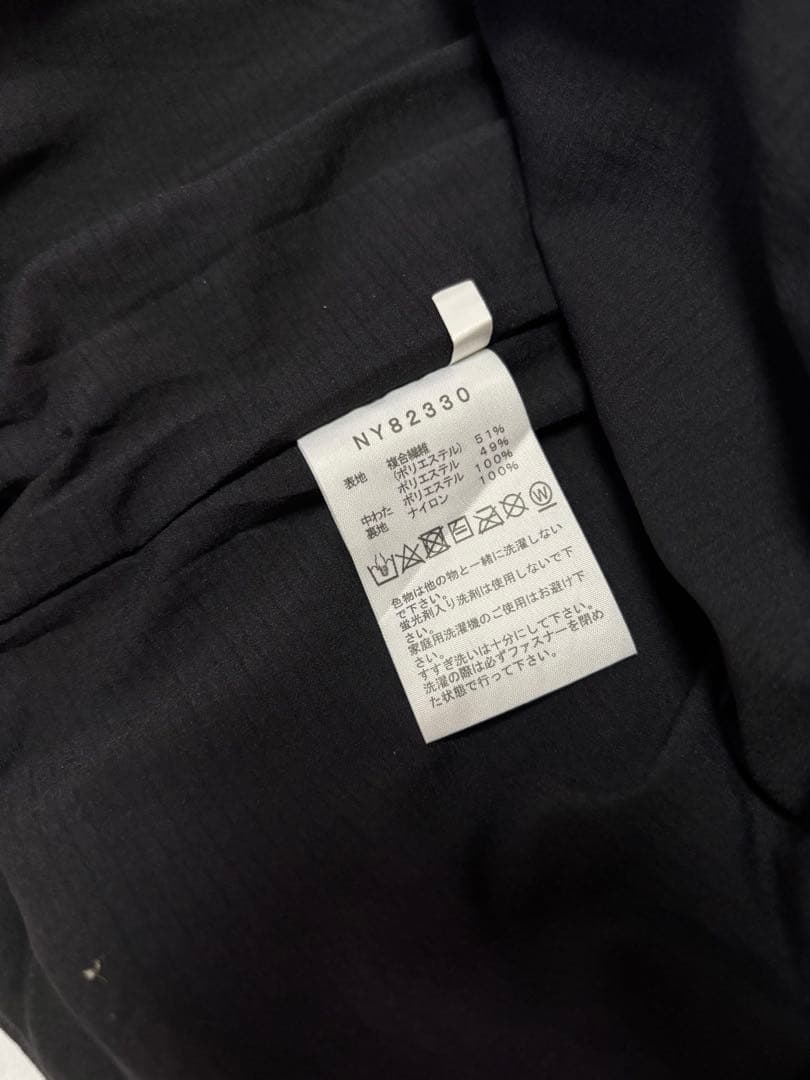 NY82330
表地 複合繊維
(ポリエステル) 51%
ポリエステル 49%
中わた ポリエステル 100%
裏地 ナイロン 100%
W
色物は他の物と一緒に洗濯しない
で下さい。
蛍光剤入り洗剤は使用しないで下
さい。
家庭用洗濯機のご使用はお避け下
さい。
すすぎ洗いは十分にして下さい。
洗濯の際は必ずファスナーを閉め
た状態で行って下さい。